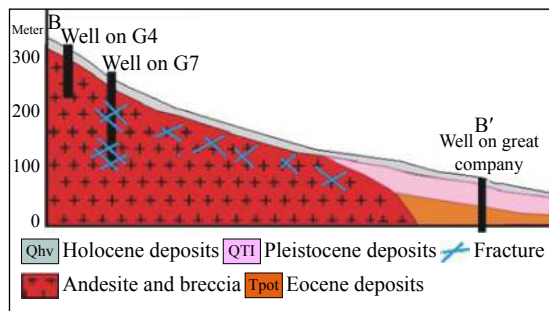 Meter
B
Well on G4
300
Well on G7
200
B′
Well on great
company
100
0
Qhv Holocene deposits QTI Pleistocene deposits Fracture
Andesite and breccia Tpot Eocene deposits